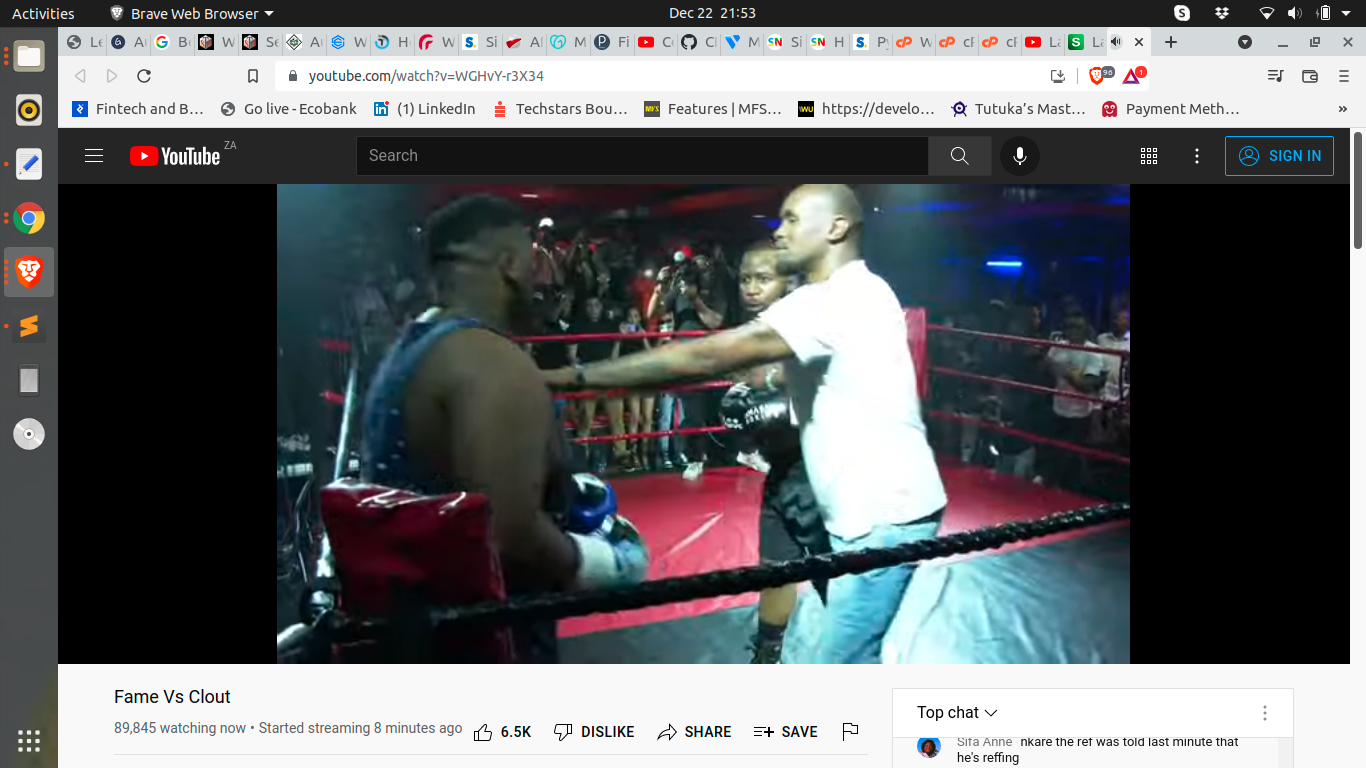 Activities
Brave Web Browser
Dec 22 21:53
youtube.com/watch?v=WGHvY-r3X34
96
1
Fintech and B…
Go live - Ecobank
(1) LinkedIn
Techstars Bou…
Features | MFS…
https://develo…
Tutuka's Mast…
Payment Meth…
»
YouTube ZA
Search
SIGN IN
Fame Vs Clout
89,845 watching now • Started streaming 8 minutes ago
6.5K
DISLIKE
SHARE
SAVE
Top chat
Sifa Anne nkare the ref was told last minute that
he's reffing